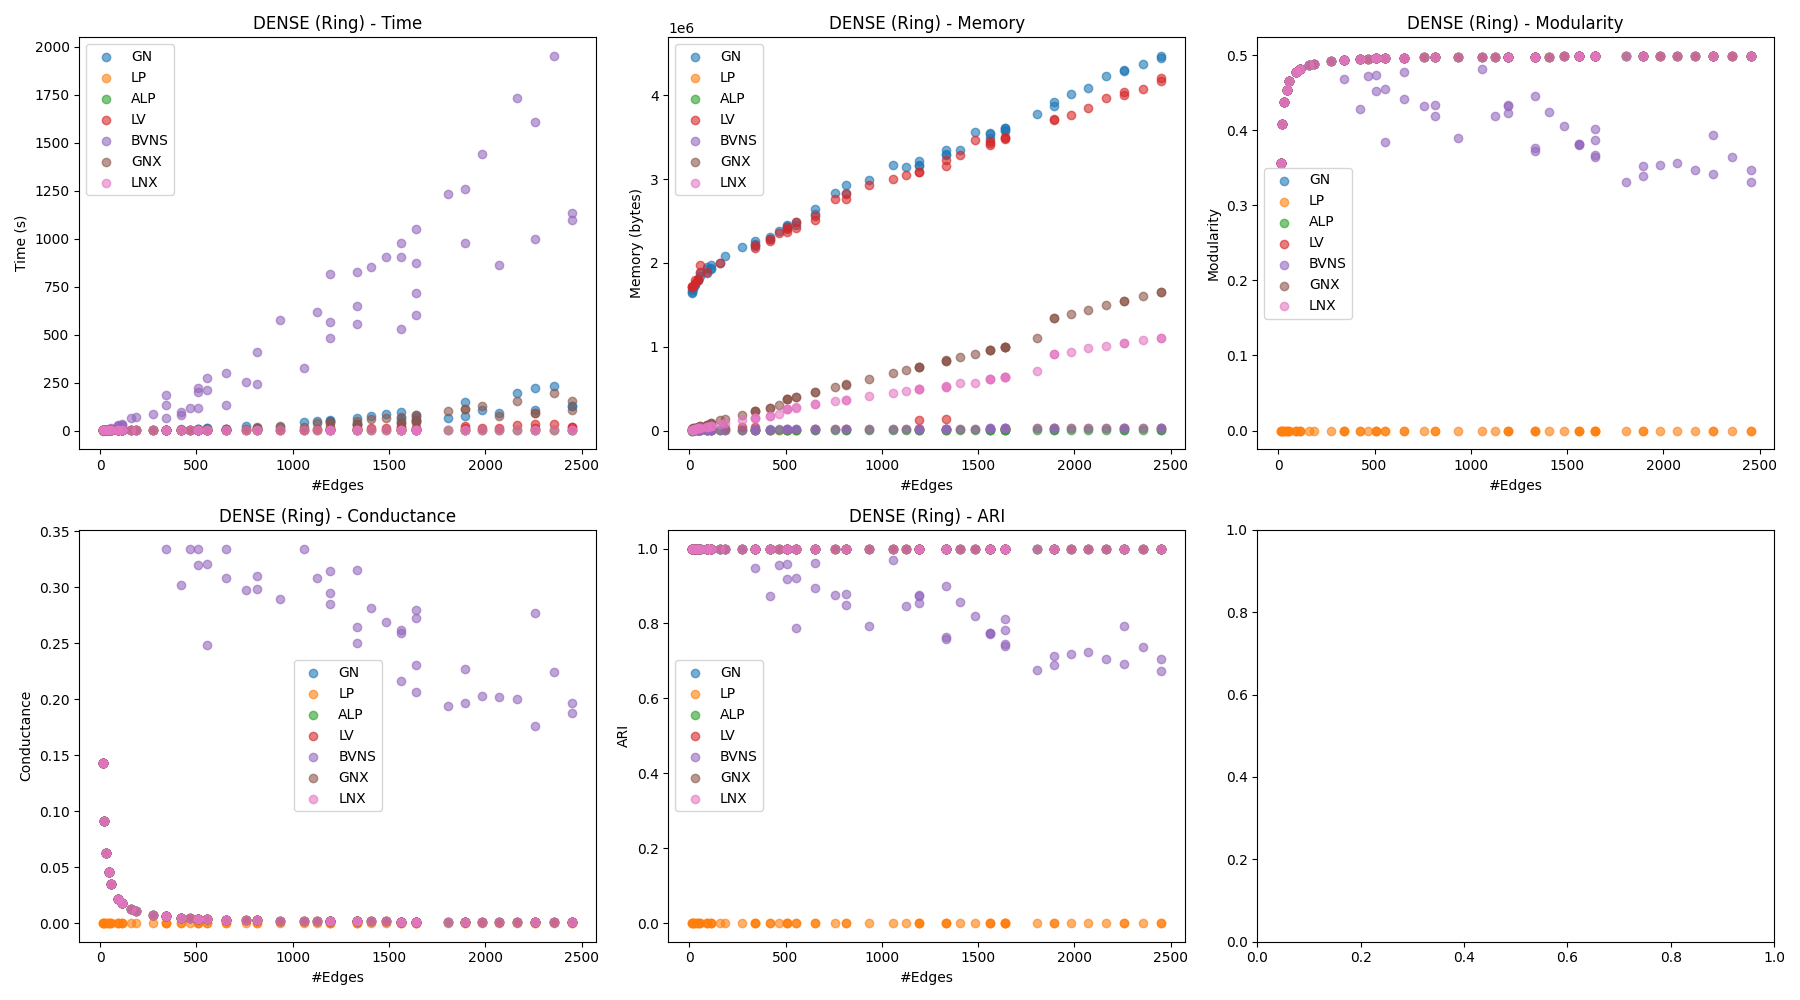 DENSE (Ring) - Time
2000
1750
1500
1250
1000
750
500
250
0
Time (s)
GN
LP
ALP
LV
BVNS
GNX
LNX
0 500 1000 1500 2000 2500
#Edges
DENSE (Ring) - Memory
1e6
4
3
2
1
0
Memory (bytes)
GN
LP
ALP
LV
BVNS
GNX
LNX
0 500 1000 1500 2000 2500
#Edges
DENSE (Ring) - Modularity
0.5
0.4
0.3
0.2
0.1
0.0
Modularity
GN
LP
ALP
LV
BVNS
GNX
LNX
0 500 1000 1500 2000 2500
#Edges
DENSE (Ring) - Conductance
0.35
0.30
0.25
0.20
0.15
0.10
0.05
0.00
Conductance
GN
LP
ALP
LV
BVNS
GNX
LNX
0 500 1000 1500 2000 2500
#Edges
DENSE (Ring) - ARI
1.0
0.8
0.6
0.4
0.2
0.0
ARI
GN
LP
ALP
LV
BVNS
GNX
LNX
0 500 1000 1500 2000 2500
#Edges
1.0
0.8
0.6
0.4
0.2
0.0
0.0 0.2 0.4 0.6 0.8 1.0